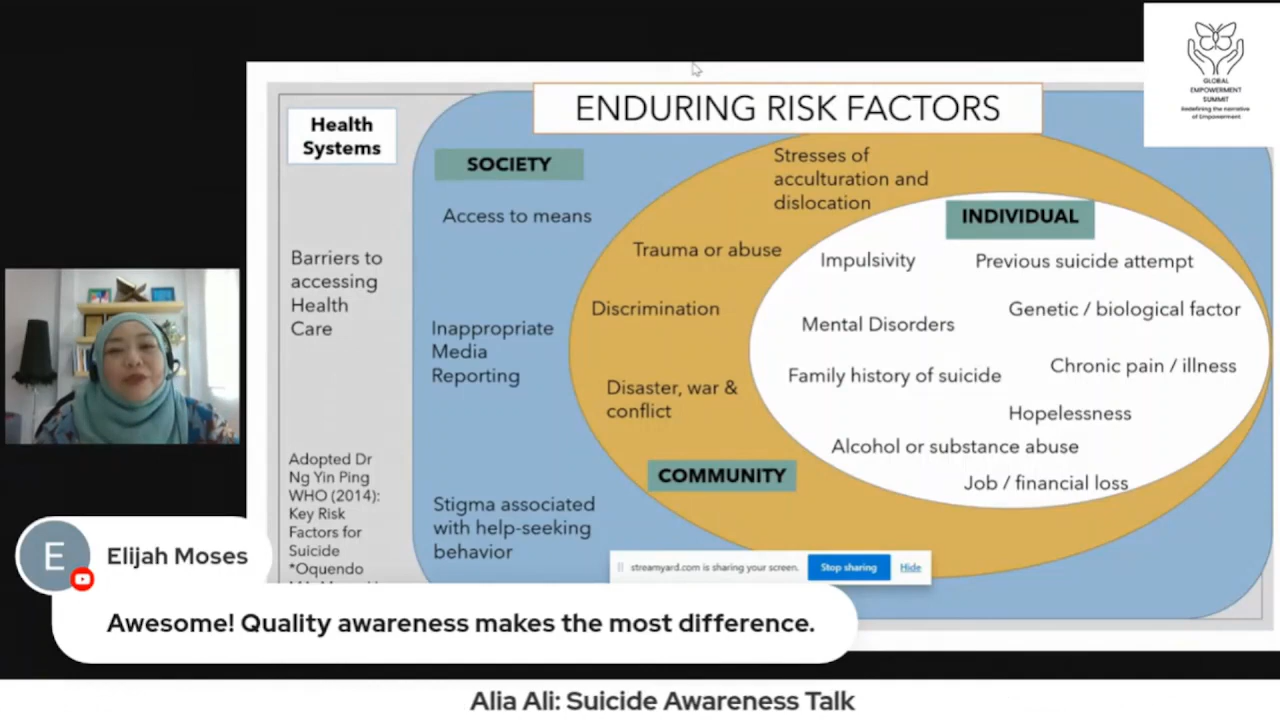 GLOBAL
EMPOWERMENT
SUMMIT
Redefining the narrative
of Empowerment
ENDURING RISK FACTORS
Health
Systems
Barriers to
accessing
Health
Care
Adopted Dr
Ng Yin Ping
WHO (2014):
Key Risk
Factors for
Suicide
*Oquendo
SOCIETY
Access to means
Inappropriate
Media
Reporting
Stigma associated
with help-seeking
behavior
Stresses of
acculturation and
dislocation
Trauma or abuse
Discrimination
Disaster, war &
conflict
COMMUNITY
INDIVIDUAL
Impulsivity
Previous suicide attempt
Genetic / biological factor
Mental Disorders
Chronic pain / illness
Family history of suicide
Hopelessness
Alcohol or substance abuse
Job / financial loss
streamyard.com is sharing your screen.
Stop sharing
Hide
E
Elijah Moses
Awesome! Quality awareness makes the most difference.
Alia Ali: Suicide Awareness Talk